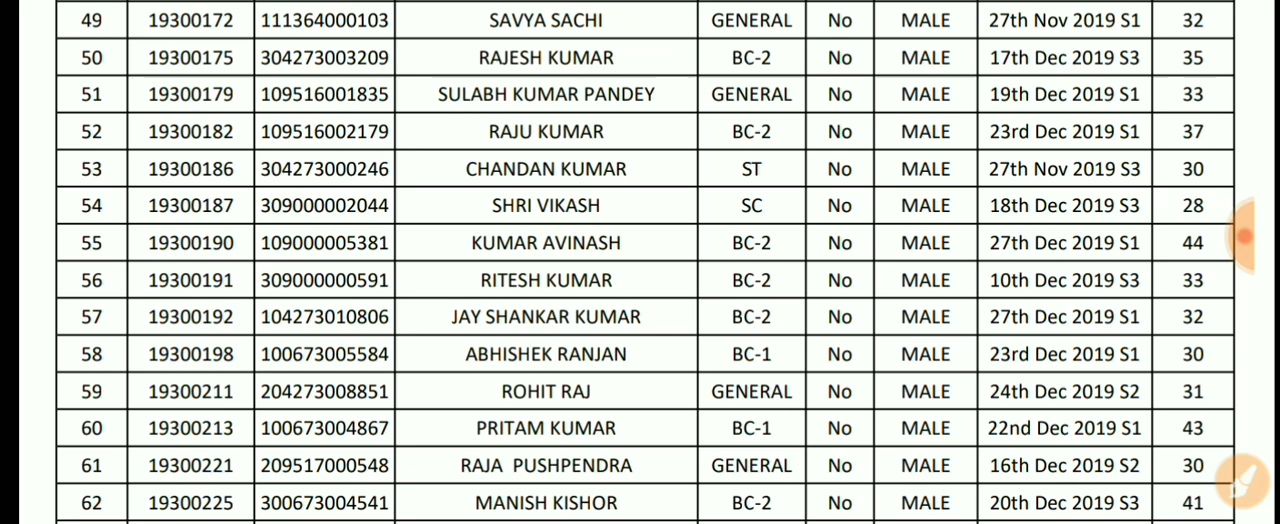 49 19300172 111364000103 SAVYA SACHI GENERAL No MALE 27th Nov 2019 S1 32
50 19300175 304273003209 RAJESH KUMAR BC-2 No MALE 17th Dec 2019 S3 35
51 19300179 109516001835 SULABH KUMAR PANDEY GENERAL No MALE 19th Dec 2019 S1 33
52 19300182 109516002179 RAJU KUMAR BC-2 No MALE 23rd Dec 2019 S1 37
53 19300186 304273000246 CHANDAN KUMAR ST No MALE 27th Nov 2019 S3 30
54 19300187 309000002044 SHRI VIKASH SC No MALE 18th Dec 2019 S3 28
55 19300190 109000005381 KUMAR AVINASH BC-2 No MALE 27th Dec 2019 S1 44
56 19300191 309000000591 RITESH KUMAR BC-2 No MALE 10th Dec 2019 S3 33
57 19300192 104273010806 JAY SHANKAR KUMAR BC-2 No MALE 27th Dec 2019 S1 32
58 19300198 100673005584 ABHISHEK RANJAN BC-1 No MALE 23rd Dec 2019 S1 30
59 19300211 204273008851 ROHIT RAJ GENERAL No MALE 24th Dec 2019 S2 31
60 19300213 100673004867 PRITAM KUMAR BC-1 No MALE 22nd Dec 2019 S1 43
61 19300221 209517000548 RAJA PUSHPENDRA GENERAL No MALE 16th Dec 2019 S2 30
62 19300225 300673004541 MANISH KISHOR BC-2 No MALE 20th Dec 2019 S3 41